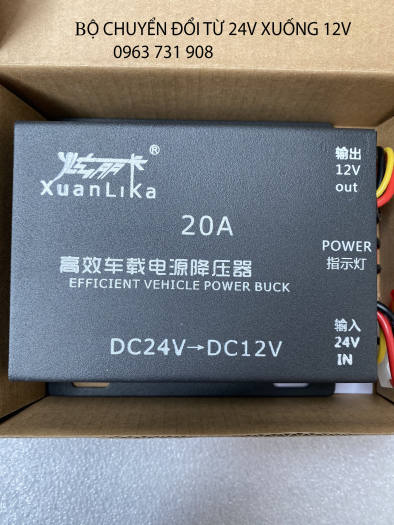 BỘ CHUYỂN ĐỔI TỪ 24V XUỐNG 12V
0963 731 908
XuanLiKa
®
20A
高效车载电源降压器
EFFICIENT VEHICLE POWER BUCK
DC24V→DC12V
输出
12V
out
POWER
指示灯
输入
24V
IN